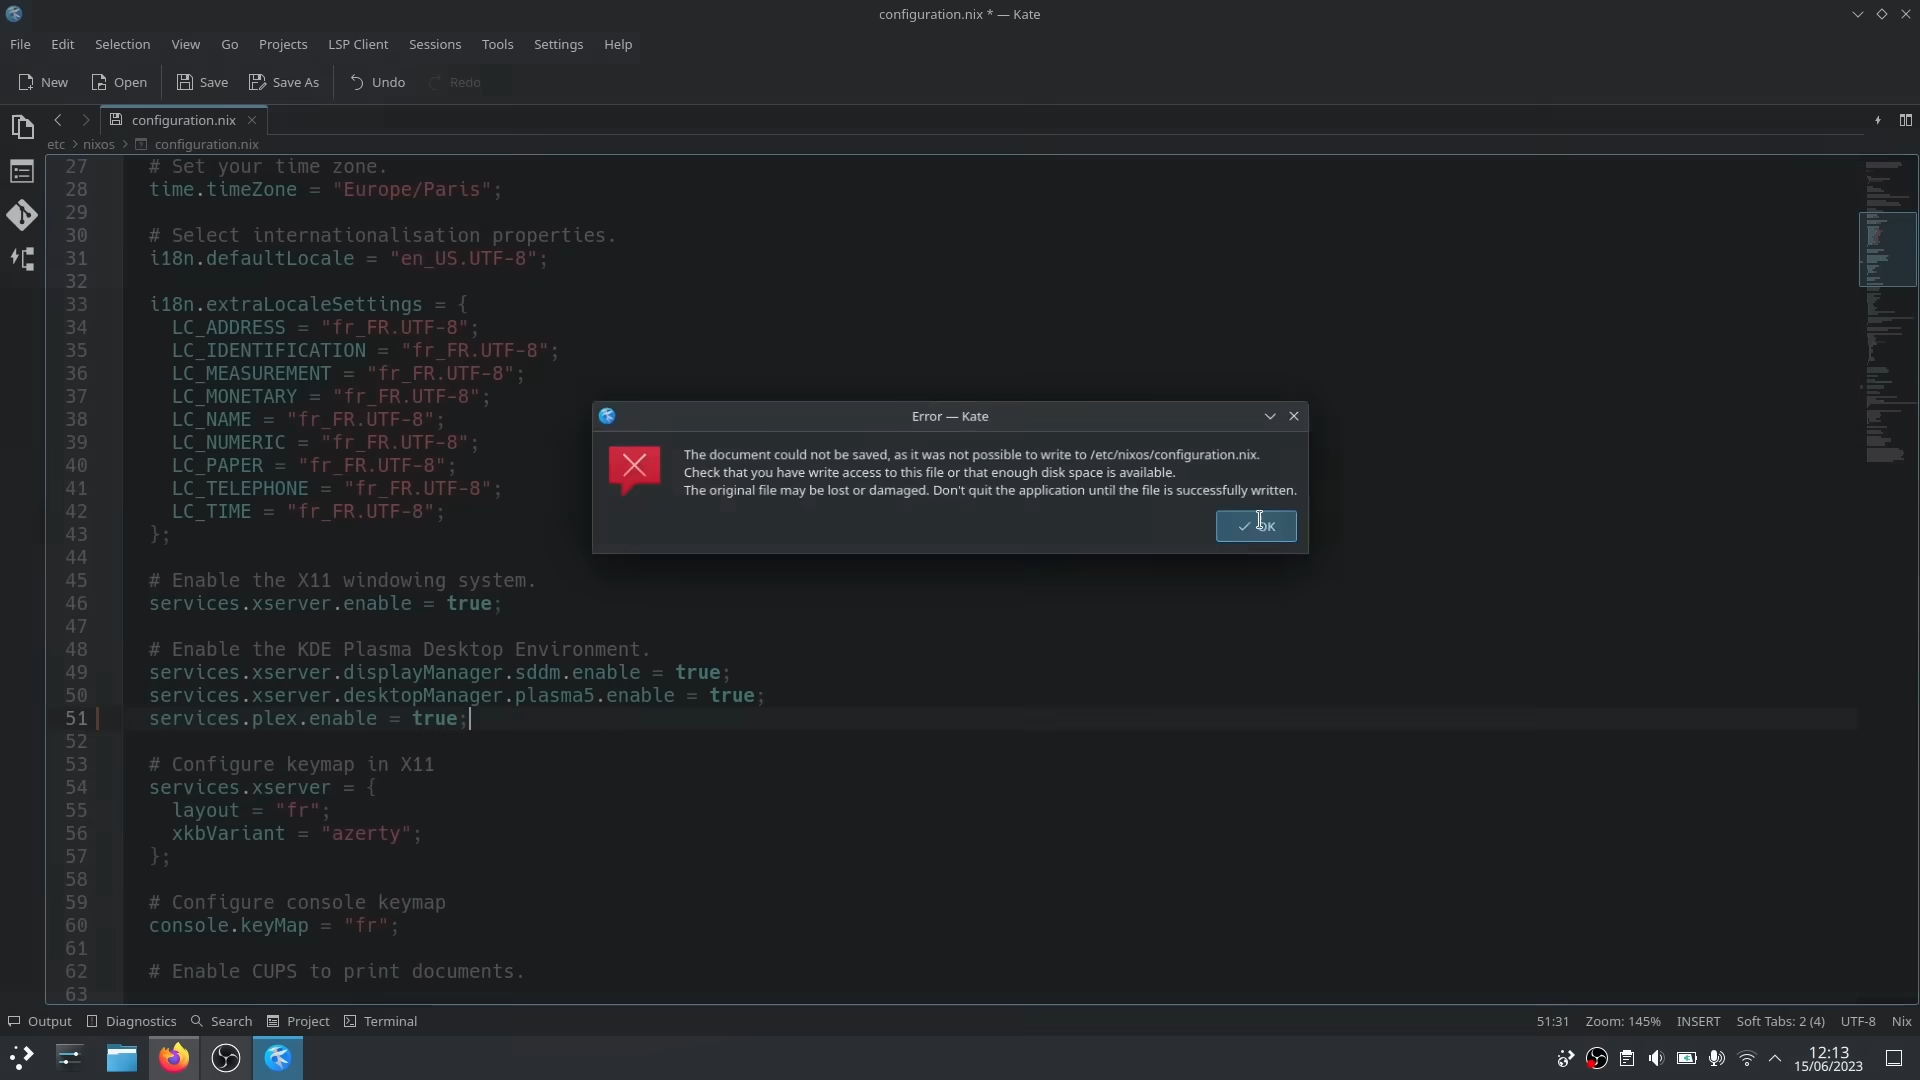 configuration.nix * — Kate
File Edit Selection View Go Projects LSP Client Sessions Tools Settings Help
New Open Save Save As Undo Redo
configuration.nix
etc > nixos > configuration.nix
27 # Set your time zone.
28 time.timeZone = "Europe/Paris";
29
30 # Select internationalisation properties.
31 i18n.defaultLocale = "en_US.UTF-8";
32
33 i18n.extraLocaleSettings = {
34 LC_ADDRESS = "fr_FR.UTF-8";
35 LC_IDENTIFICATION = "fr_FR.UTF-8";
36 LC_MEASUREMENT = "fr_FR.UTF-8";
37 LC_MONETARY = "fr_FR.UTF-8";
38 LC_NAME = "fr_FR.UTF-8";
39 LC_NUMERIC = "fr_FR.UTF-8";
40 LC_PAPER = "fr_FR.UTF-8";
41 LC_TELEPHONE = "fr_FR.UTF-8";
42 LC_TIME = "fr_FR.UTF-8";
43 };
44
45 # Enable the X11 windowing system.
46 services.xserver.enable = true;
47
48 # Enable the KDE Plasma Desktop Environment.
49 services.xserver.displayManager.sddm.enable = true;
50 services.xserver.desktopManager.plasma5.enable = true;
51 services.plex.enable = true;
52
53 # Configure keymap in X11
54 services.xserver = {
55 layout = "fr";
56 xkbVariant = "azerty";
57 };
58
59 # Configure console keymap
60 console.keyMap = "fr";
61
62 # Enable CUPS to print documents.
63
Error — Kate
The document could not be saved, as it was not possible to write to /etc/nixos/configuration.nix.
Check that you have write access to this file or that enough disk space is available.
The original file may be lost or damaged. Don't quit the application until the file is successfully written.
OK
Output Diagnostics Search Project Terminal
51:31 Zoom: 145% INSERT Soft Tabs: 2 (4) UTF-8 Nix
12:13
15/06/2023